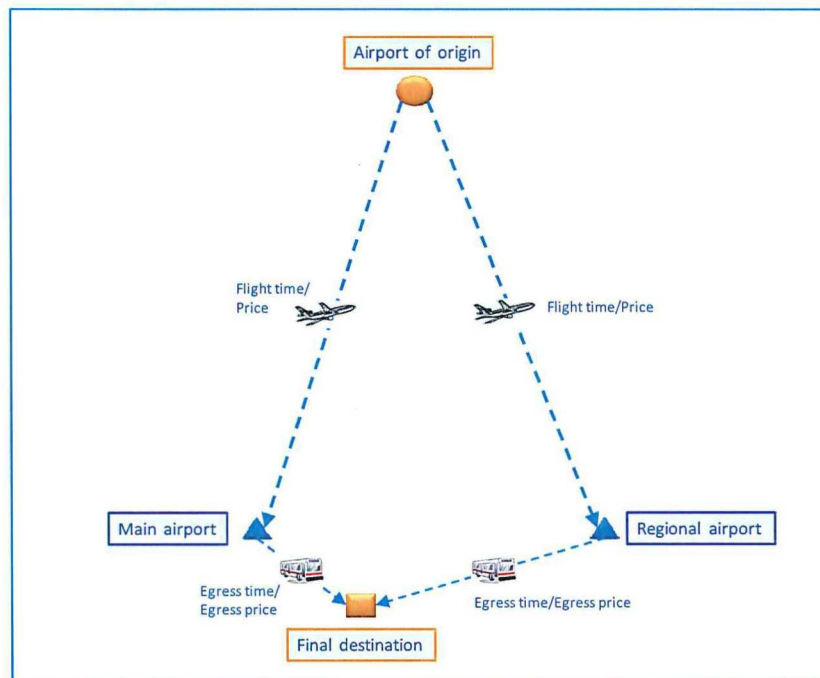 Airport of origin
Flight time/
Price
Flight time/Price
Main airport
Regional airport
Egress time/
Egress price
Egress time/Egress price
Final destination